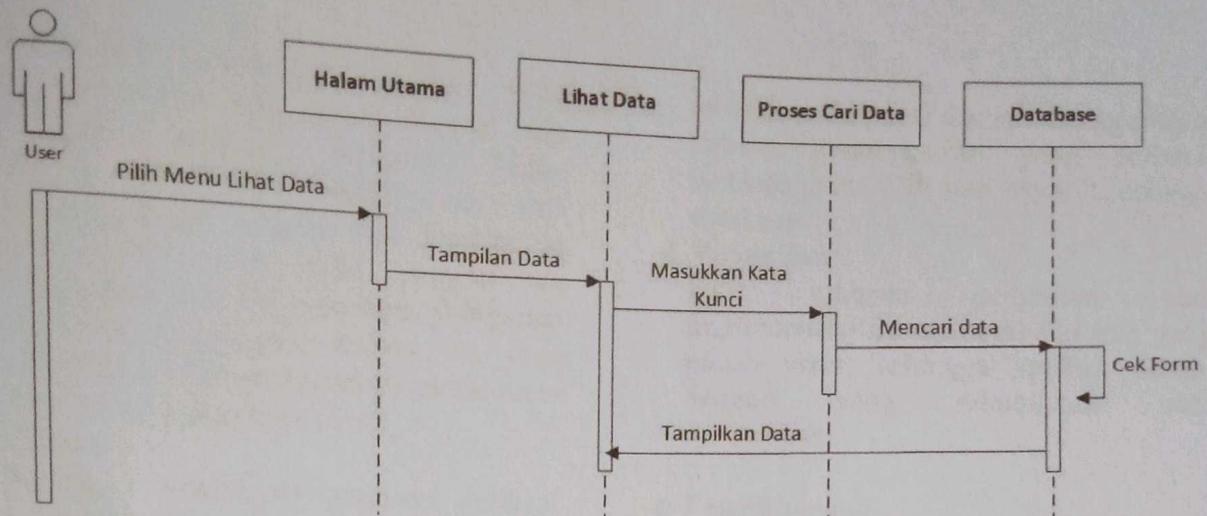 Halam Utama
Lihat Data
Proses Cari Data
Database
User
Pilih Menu Lihat Data
Tampilan Data
Masukkan Kata
Kunci
Mencari data
Cek Form
Tampilkan Data